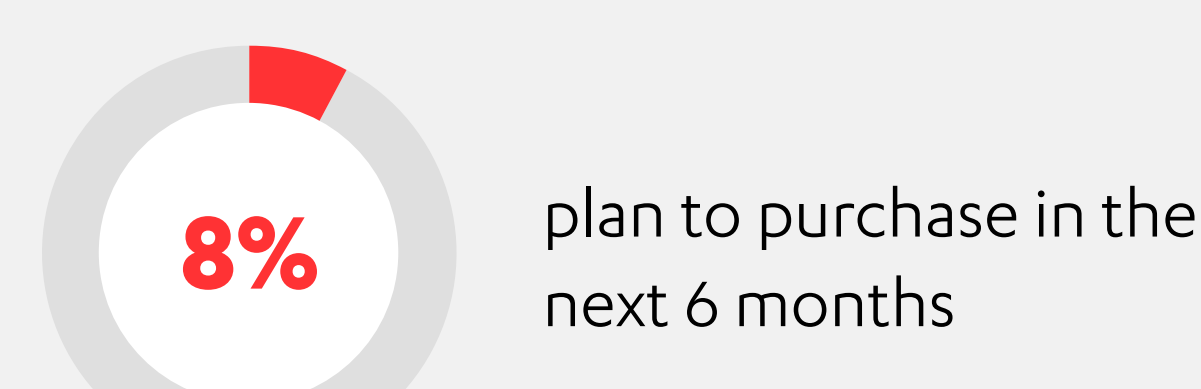 8%
plan to purchase in the
next 6 months